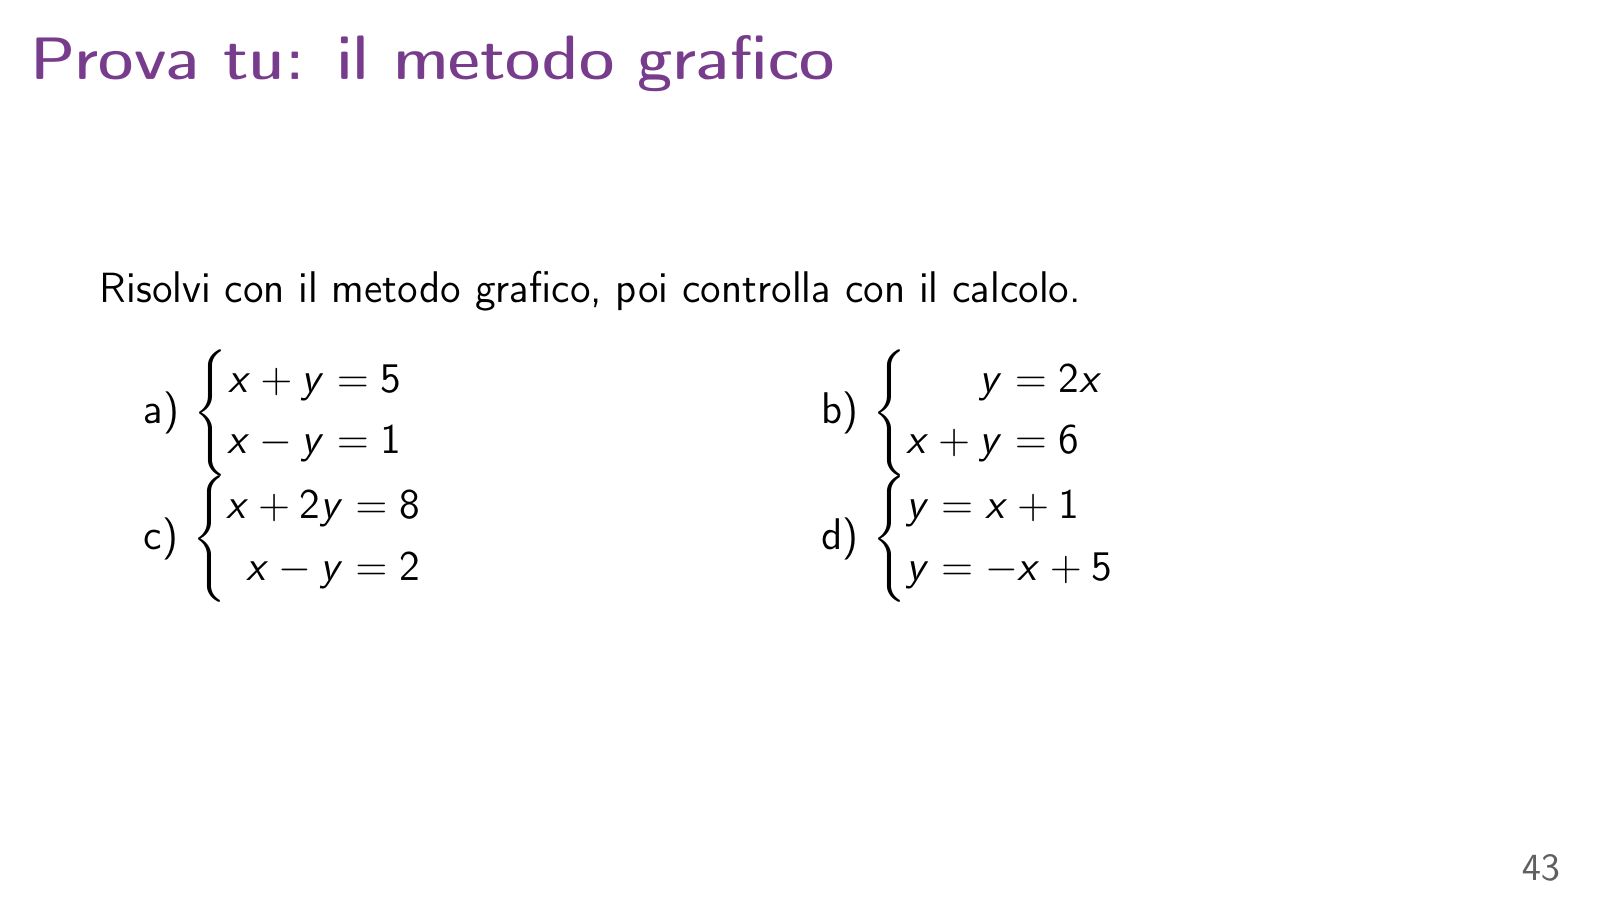 Prova tu: il metodo grafico
Risolvi con il metodo grafico, poi controlla con il calcolo.
a) { x + y = 5
x − y = 1
b) { y = 2x
x + y = 6
c) { x + 2y = 8
x − y = 2
d) { y = x + 1
y = −x + 5
43